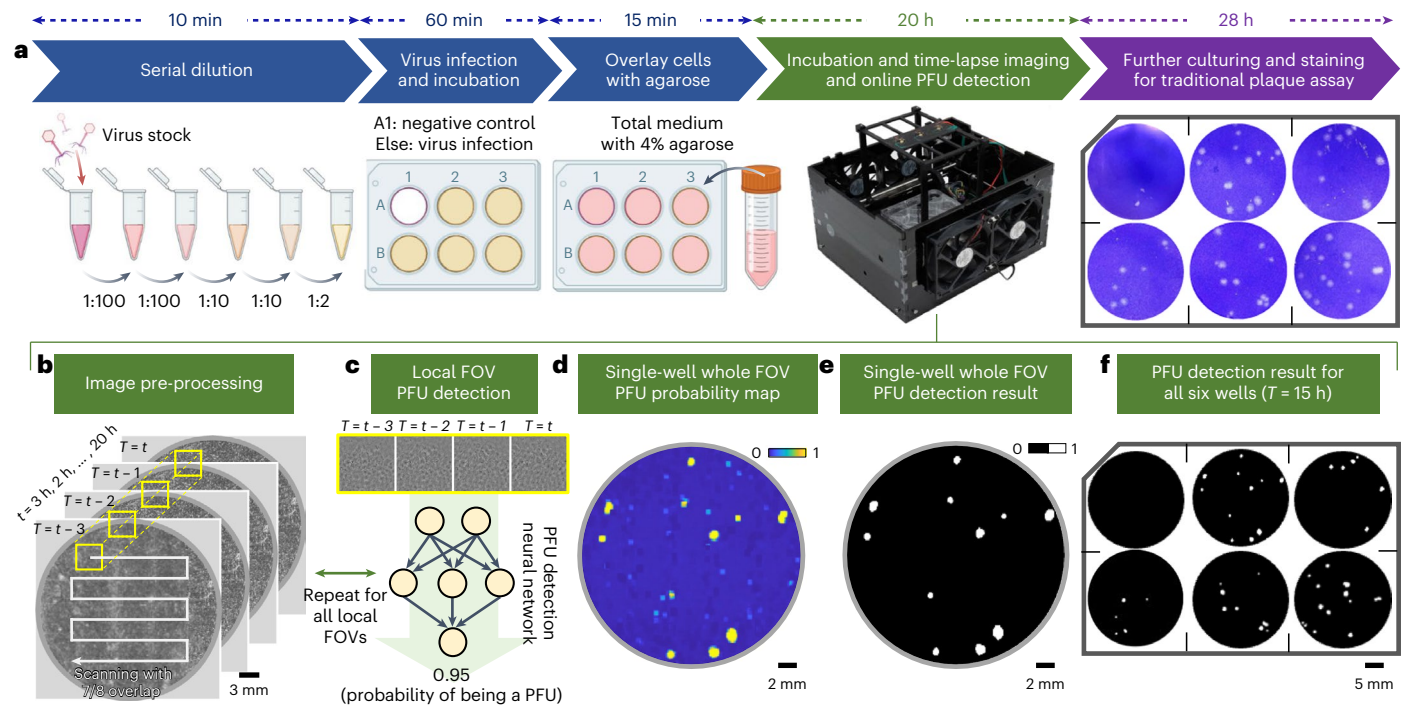 10 min
60 min
15 min
20 h
28 h
a
Serial dilution
Virus infection
and incubation
Overlay cells
with agarose
Incubation and time-lapse imaging
and online PFU detection
Further culturing and staining
for traditional plaque assay
Virus stock
1:100
1:100
1:10
1:10
1:2
A1: negative control
Else: virus infection
1 2 3
A
B
Total medium
with 4% agarose
1 2 3
A
B
b
Image pre-processing
t = 3 h, 2 h, ... , 20 h
T = t
T = t – 1
T = t – 2
T = t – 3
Scanning with
7/8 overlap
3 mm
Repeat for
all local
FOVs
c
Local FOV
PFU detection
T = t – 3 T = t – 2 T = t – 1 T = t
PFU detection
neural network
0.95
(probability of being a PFU)
d
Single-well whole FOV
PFU probability map
0 1
2 mm
e
Single-well whole FOV
PFU detection result
0 1
2 mm
f
PFU detection result for
all six wells (T = 15 h)
5 mm